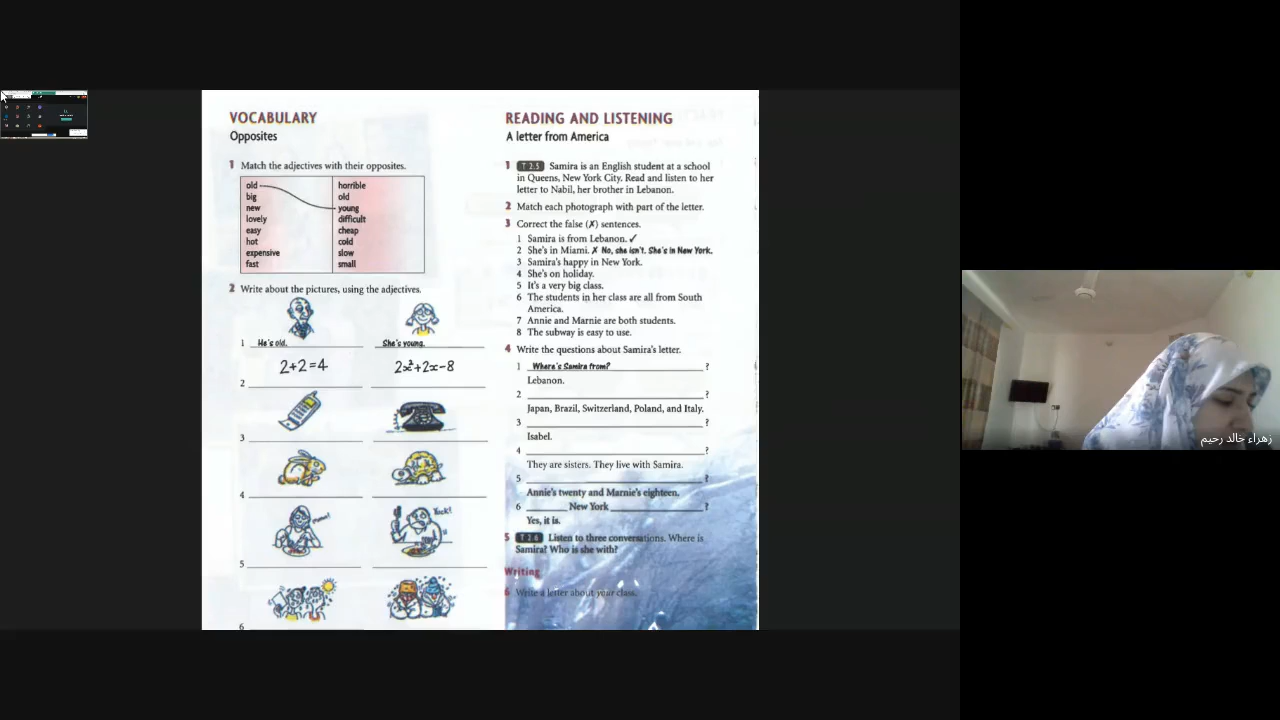 VOCABULARY
Opposites
1 Match the adjectives with their opposites.
old horrible
big old
new young
lovely difficult
easy cheap
hot cold
expensive slow
fast small
2 Write about the pictures, using the adjectives.
1 He's old. She's young.
2+2=4 2x²+2x-8
2
3
4
Mmm! Yuck!
5
6
READING AND LISTENING
A letter from America
1 T 2.5 Samira is an English student at a school
in Queens, New York City. Read and listen to her
letter to Nabil, her brother in Lebanon.
2 Match each photograph with part of the letter.
3 Correct the false (✗) sentences.
1 Samira is from Lebanon. ✓
2 She's in Miami. ✗ No, she isn't. She's in New York.
3 Samira's happy in New York.
4 She's on holiday.
5 It's a very big class.
6 The students in her class are all from South
America.
7 Annie and Marnie are both students.
8 The subway is easy to use.
4 Write the questions about Samira's letter.
1 Where's Samira from? ?
Lebanon.
2 ?
Japan, Brazil, Switzerland, Poland, and Italy.
3 ?
Isabel.
4 ?
They are sisters. They live with Samira.
5 ?
Annie's twenty and Marnie's eighteen.
6 New York ?
Yes, it is.
5 T 2.6 Listen to three conversations. Where is
Samira? Who is she with?
Writing
6 Write a letter about your class.
زهراء خالد رحيم